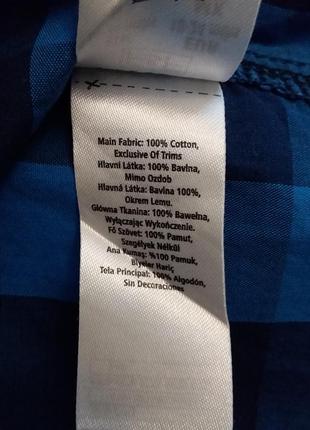 Main Fabric: 100% Cotton,
Exclusive Of Trims
Hlavní Látka: 100% Bavlna,
Mimo Ozdob
Hlavná Látka: Bavina 100%,
Okrem Lemu.
Główna Tkanina: 100% Bawełna,
Wyłączając Wykończenie.
Fő Szövet: 100% Pamut,
Szegélyek Nélkül
Ana Kumaş: %100 Pamuk,
Biyeler Hariç
Tela Principal: 100% Algodón,
Sin Decoraciones